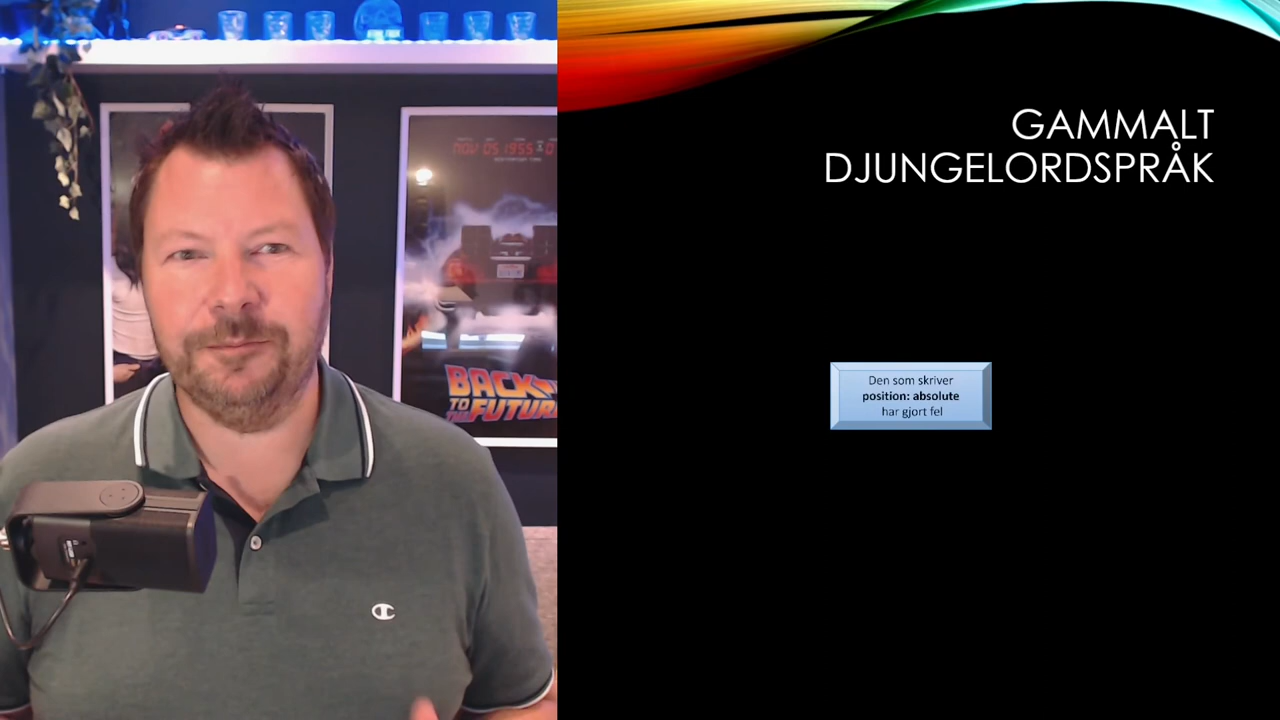 GAMMALT
DJUNGELORDSPRÅK
Den som skriver
position: absolute
har gjort fel
NOV 05 1955
BACK
TO
THE FUTURE